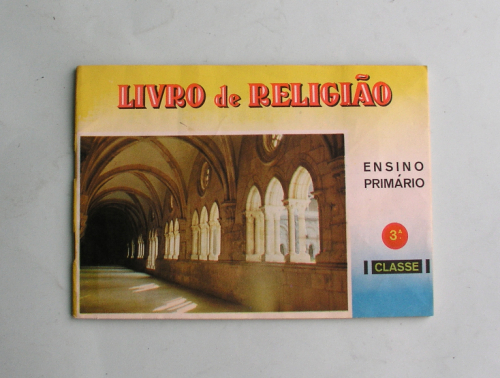 LIVRO de RELIGIÃO
ENSINO
PRIMÁRIO
3.ª
CLASSE